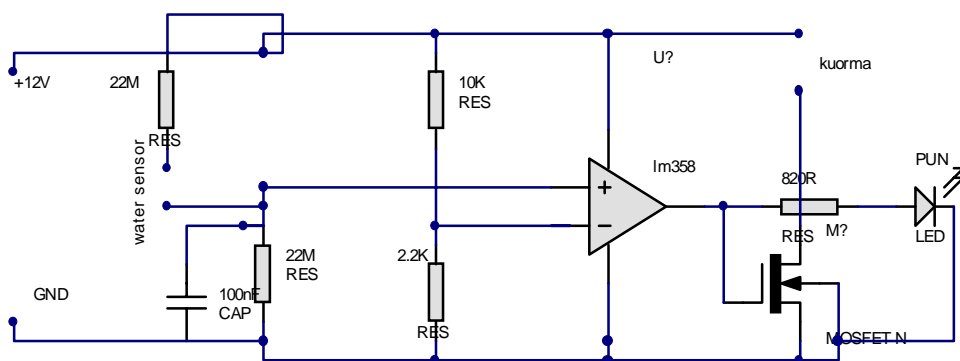 U?
+12V
22M
10K
RES
kuorma
RES
water sensor
lm358
820R
PUN
22M
RES
2.2K
RES
M?
LED
GND
100nF
CAP
RES
MOSFET N